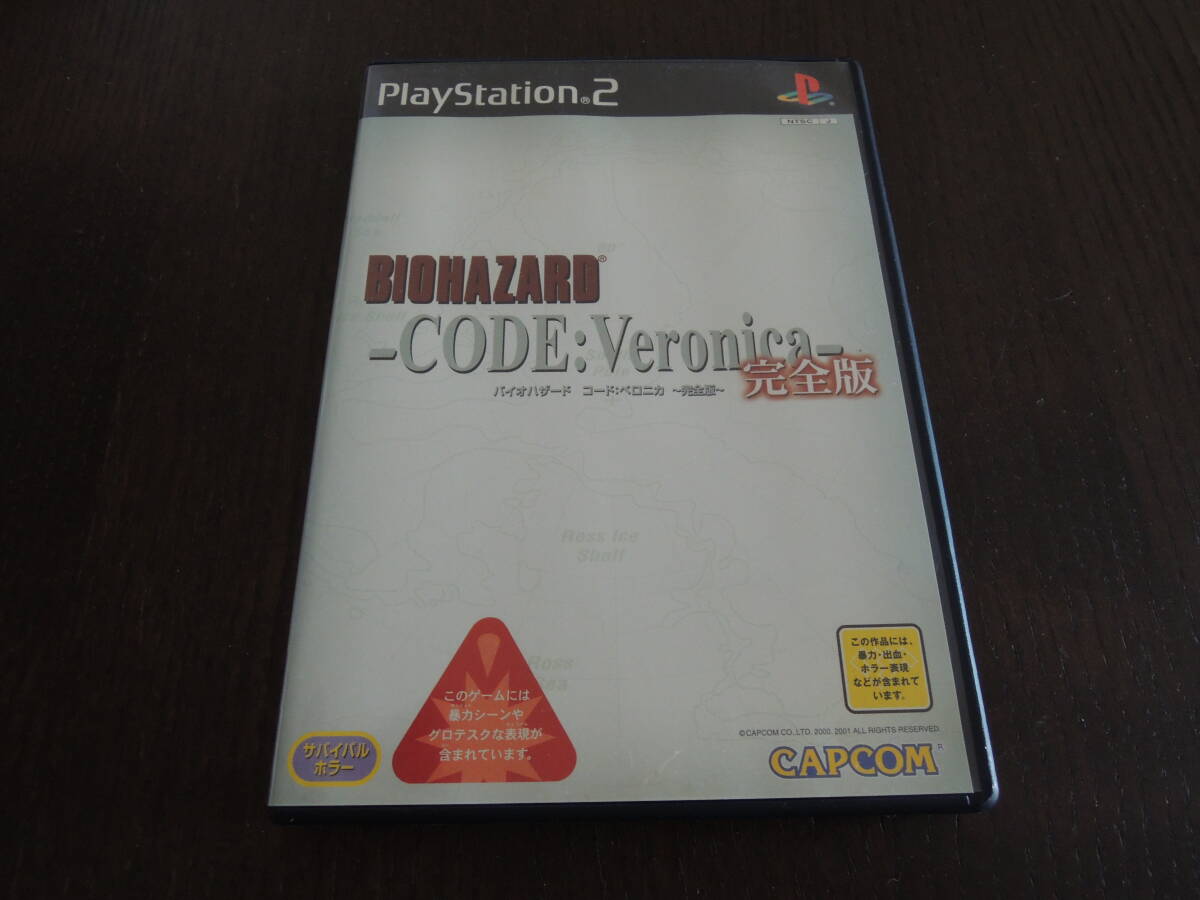 PlayStation®2
NTSC J
BIOHAZARD®
-CODE:Veronica-
完全版
バイオハザード コード:ベロニカ ~完全版~
Ross Ice
Shelf
Ross
このゲームには
暴力シーンや
グロテスクな表現が
含まれています。
この作品には、
暴力・出血・
ホラー表現
などが含まれて
います。
サバイバル
ホラー
©CAPCOM CO.,LTD. 2000, 2001 ALL RIGHTS RESERVED.
CAPCOM®